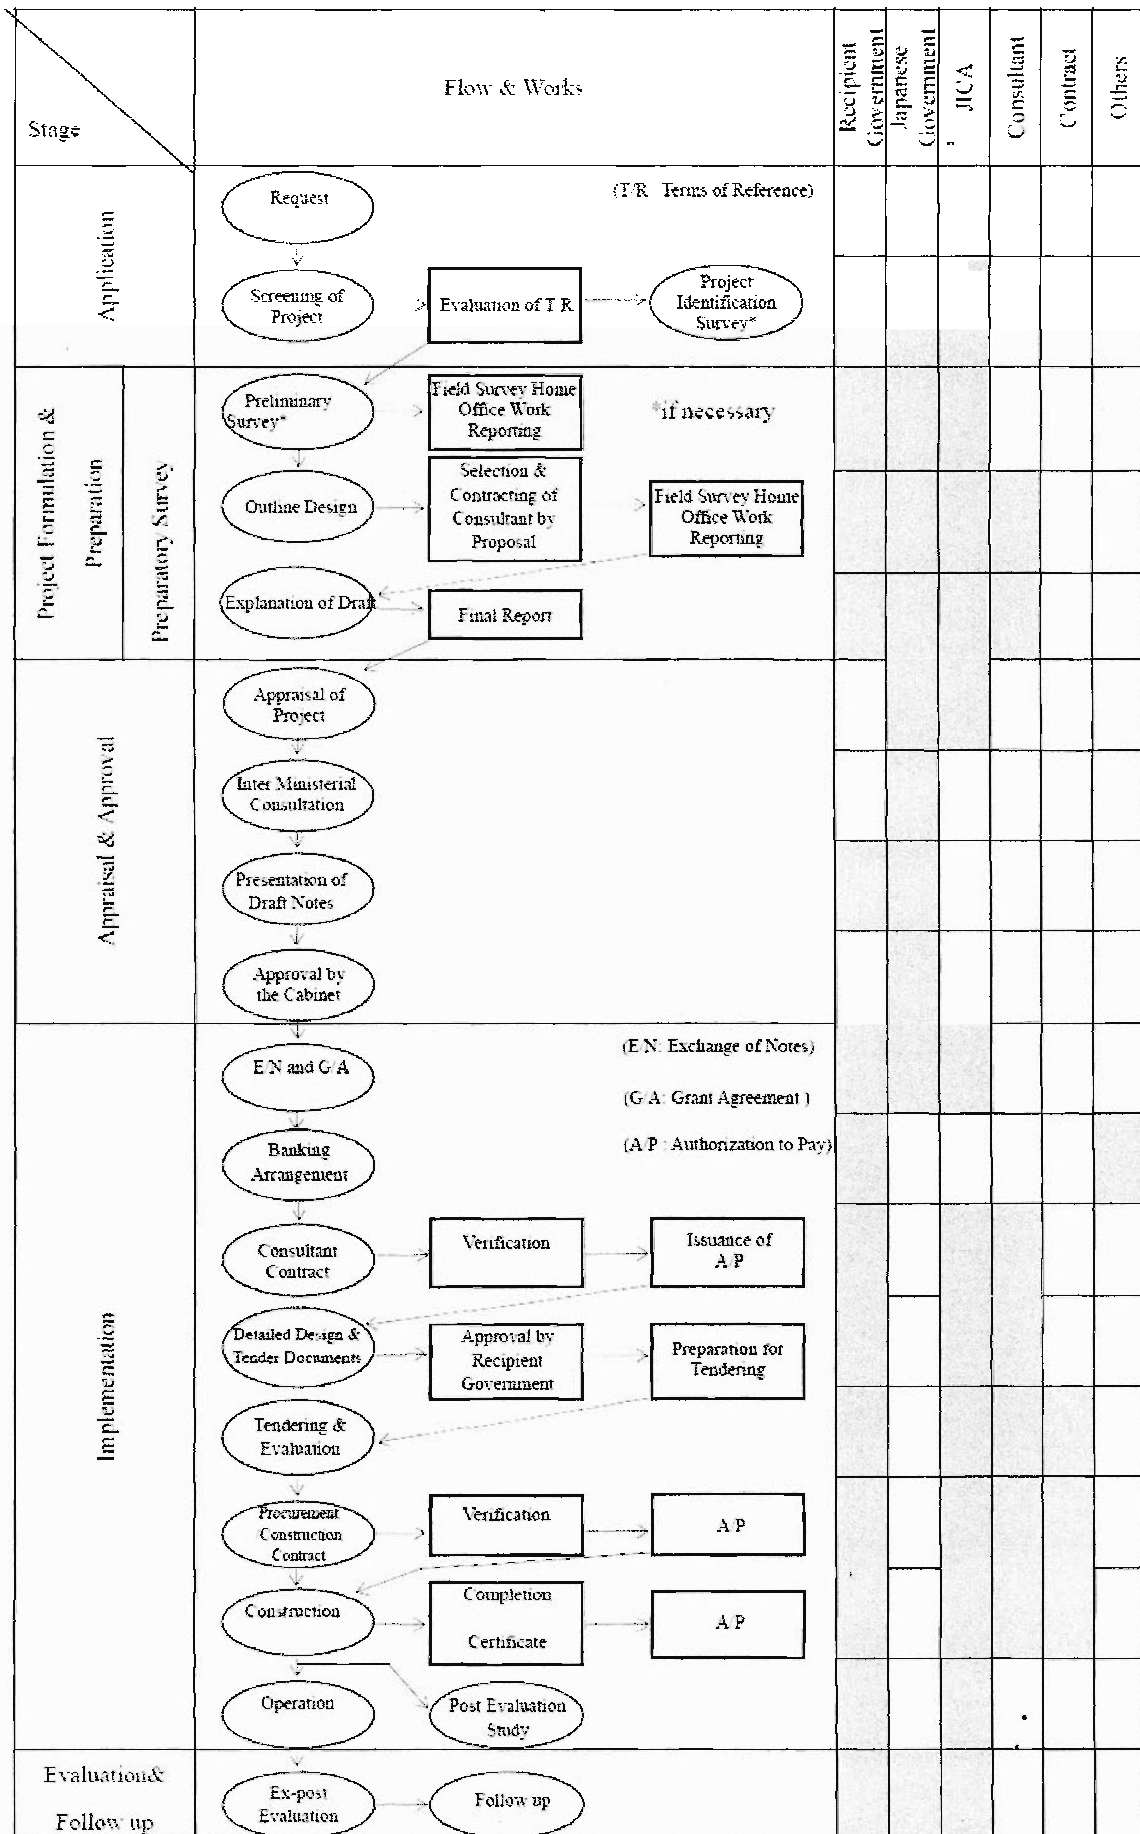 Stage
Flow & Works
Recipient
Government
Japanese
Government
JICA
Consultant
Contract
Others
Application
Request
(T/R : Terms of Reference)
Screening of
Project
Evaluation of T/R
Project
Identification
Survey*
Project Formulation &
Preparation
Preparatory Survey
Preliminary
Survey*
Field Survey Home
Office Work
Reporting
*if necessary
Outline Design
Selection &
Contracting of
Consultant by
Proposal
Field Survey Home
Office Work
Reporting
Explanation of Draft
Final Report
Appraisal & Approval
Appraisal of
Project
Inter Ministerial
Consultation
Presentation of
Draft Notes
Approval by
the Cabinet
Implementation
E/N and G/A
(E/N: Exchange of Notes)
(G/A: Grant Agreement )
(A/P : Authorization to Pay)
Banking
Arrangement
Consultant
Contract
Verification
Issuance of
A/P
Detailed Design &
Tender Documents
Approval by
Recipient
Government
Preparation for
Tendering
Tendering &
Evaluation
Procurement
Construction
Contract
Verification
A/P
Construction
Completion
Certificate
A/P
Operation
Post Evaluation
Study
Evaluation&
Follow up
Ex-post
Evaluation
Follow up